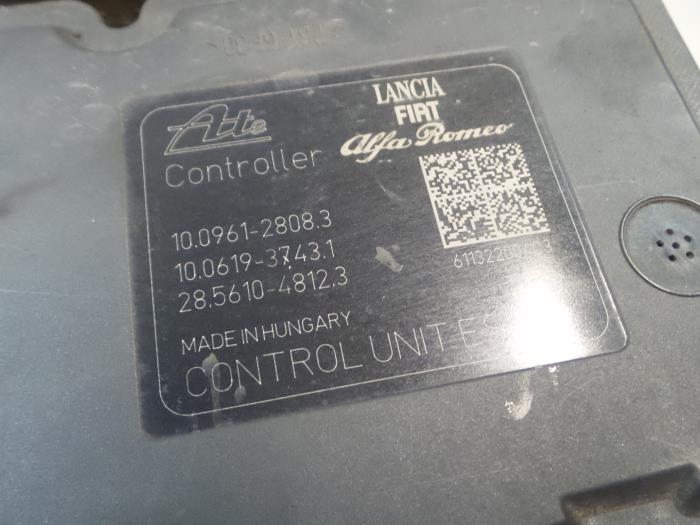 Ate
LANCIA
FIAT
Alfa Romeo
Controller
10.0961-2808.3
10.0619-3743.1
28.5610-4812.3
MADE IN HUNGARY
CONTROL UNIT